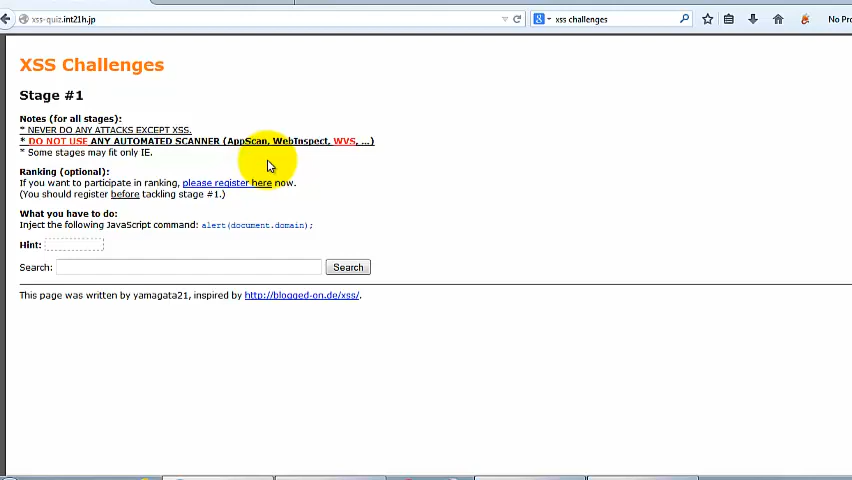 xss-quiz.int21h.jp
xss challenges
No Pro
XSS Challenges
Stage #1
Notes (for all stages):
* NEVER DO ANY ATTACKS EXCEPT XSS.
* DO NOT USE ANY AUTOMATED SCANNER (AppScan, WebInspect, WVS, ...)
* Some stages may fit only IE.
Ranking (optional):
If you want to participate in ranking, please register here now.
(You should register before tackling stage #1.)
What you have to do:
Inject the following JavaScript command: alert(document.domain);
Hint:
Search:
Search
This page was written by yamagata21, inspired by http://blogged-on.de/xss/.